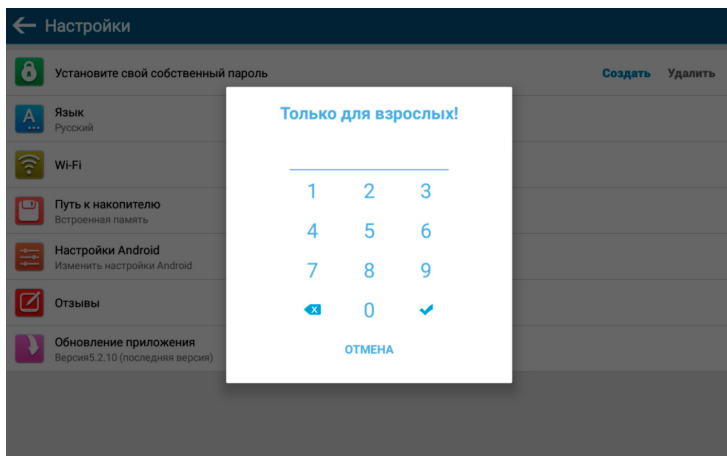 Настройки
Установите свой собственный пароль
Создать Удалить
Язык
Русский
Wi-Fi
Путь к накопителю
Встроенная память
Настройки Android
Изменить настройки Android
Отзывы
Обновление приложения
Версия5.2.10 (последняя версия)
Только для взрослых!
1 2 3
4 5 6
7 8 9
0
ОТМЕНА